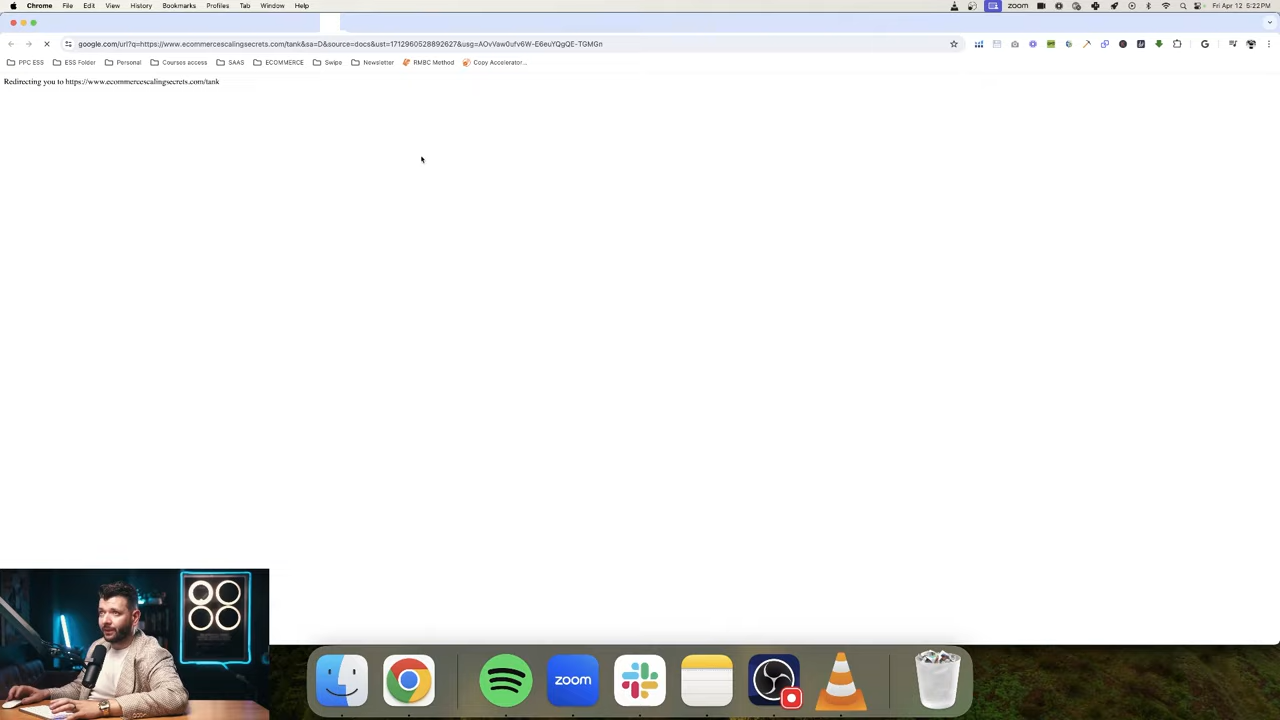 Chrome File Edit View History Bookmarks Profiles Tab Window Help zoom Fri Apr 12 5:22 PM
google.com/url?q=https://www.ecommercescalingsecrets.com/tank&sa=D&source=docs&ust=1712960528892627&usg=AOvVaw0ufv6W-E6euYQgQE-TGMGn
PPC ESS ESS Folder Personal Courses access SAAS ECOMMERCE Swipe Newsletter RMBC Method Copy Accelerator...
Redirecting you to https://www.ecommercescalingsecrets.com/tank
zoom